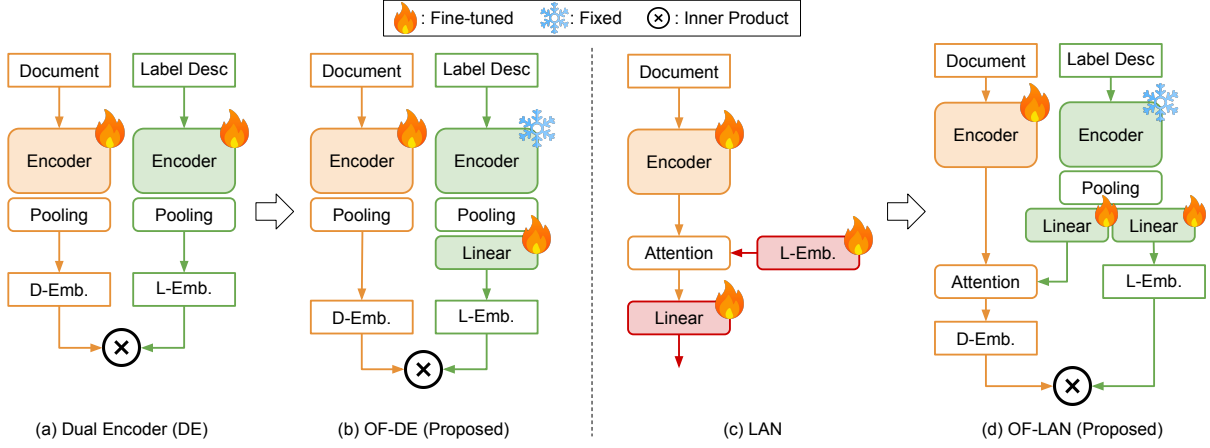 : Fine-tuned : Fixed : Inner Product
Document
Label Desc
Encoder
Encoder
Pooling
Pooling
D-Emb.
L-Emb.
(a) Dual Encoder (DE)
Document
Label Desc
Encoder
Encoder
Pooling
Pooling
Linear
D-Emb.
L-Emb.
(b) OF-DE (Proposed)
Document
Encoder
Attention
L-Emb.
Linear
(c) LAN
Document
Label Desc
Encoder
Encoder
Pooling
Linear
Linear
Attention
L-Emb.
D-Emb.
(d) OF-LAN (Proposed)